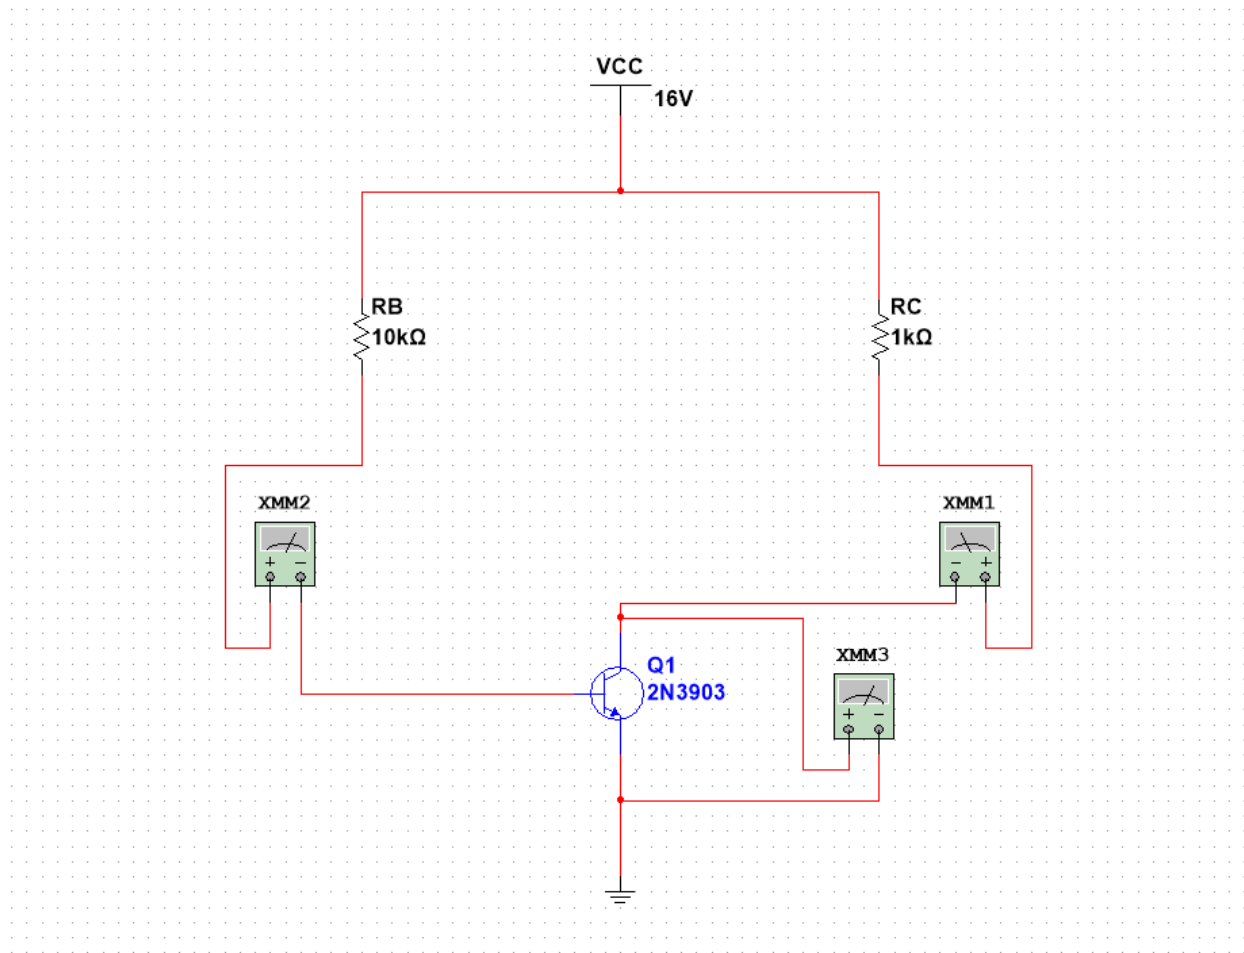 VCC
16V
RB
10kΩ
RC
1kΩ
XMM2
+ −
XMM1
− +
XMM3
+ −
Q1
2N3903